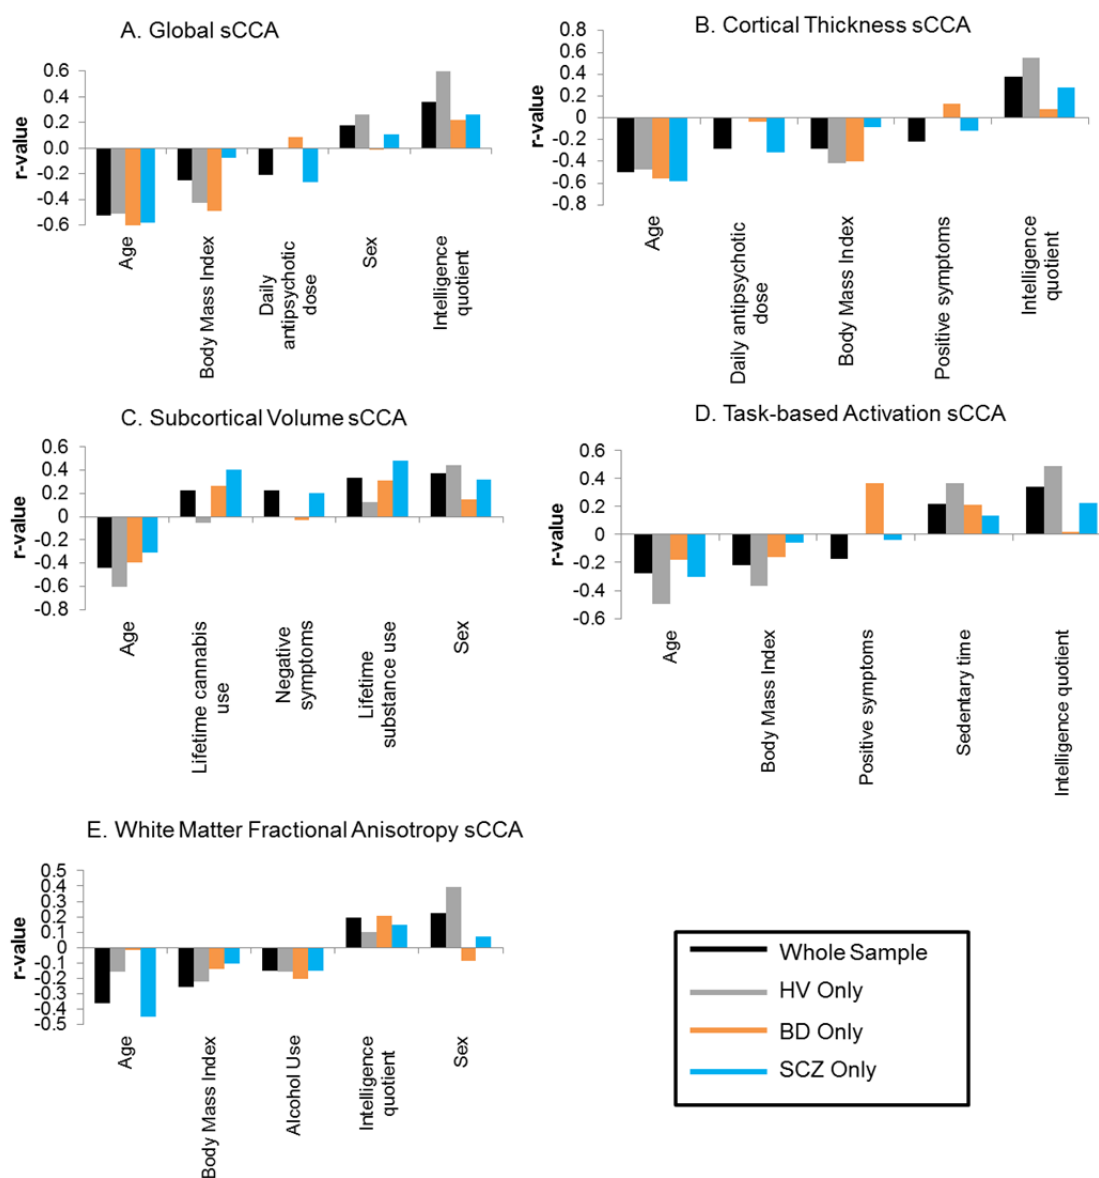 A. Global sCCA
r-value
0.6
0.4
0.2
0.0
-0.2
-0.4
-0.6
Age
Body Mass Index
Daily
antipsychotic
dose
Sex
Intelligence
quotient
B. Cortical Thickness sCCA
r-value
0.8
0.6
0.4
0.2
0
-0.2
-0.4
-0.6
-0.8
Age
Daily antipsychotic
dose
Body Mass Index
Positive symptoms
Intelligence
quotient
C. Subcortical Volume sCCA
r-value
0.6
0.4
0.2
0
-0.2
-0.4
-0.6
-0.8
Age
Lifetime cannabis
use
Negative
symptoms
Lifetime
substance use
Sex
D. Task-based Activation sCCA
r-value
0.6
0.4
0.2
0
-0.2
-0.4
-0.6
Age
Body Mass Index
Positive symptoms
Sedentary time
Intelligence quotient
E. White Matter Fractional Anisotropy sCCA
r-value
0.5
0.4
0.3
0.2
0.1
0
-0.1
-0.2
-0.3
-0.4
-0.5
Age
Body Mass Index
Alcohol Use
Intelligence
quotient
Sex
Whole Sample
HV Only
BD Only
SCZ Only